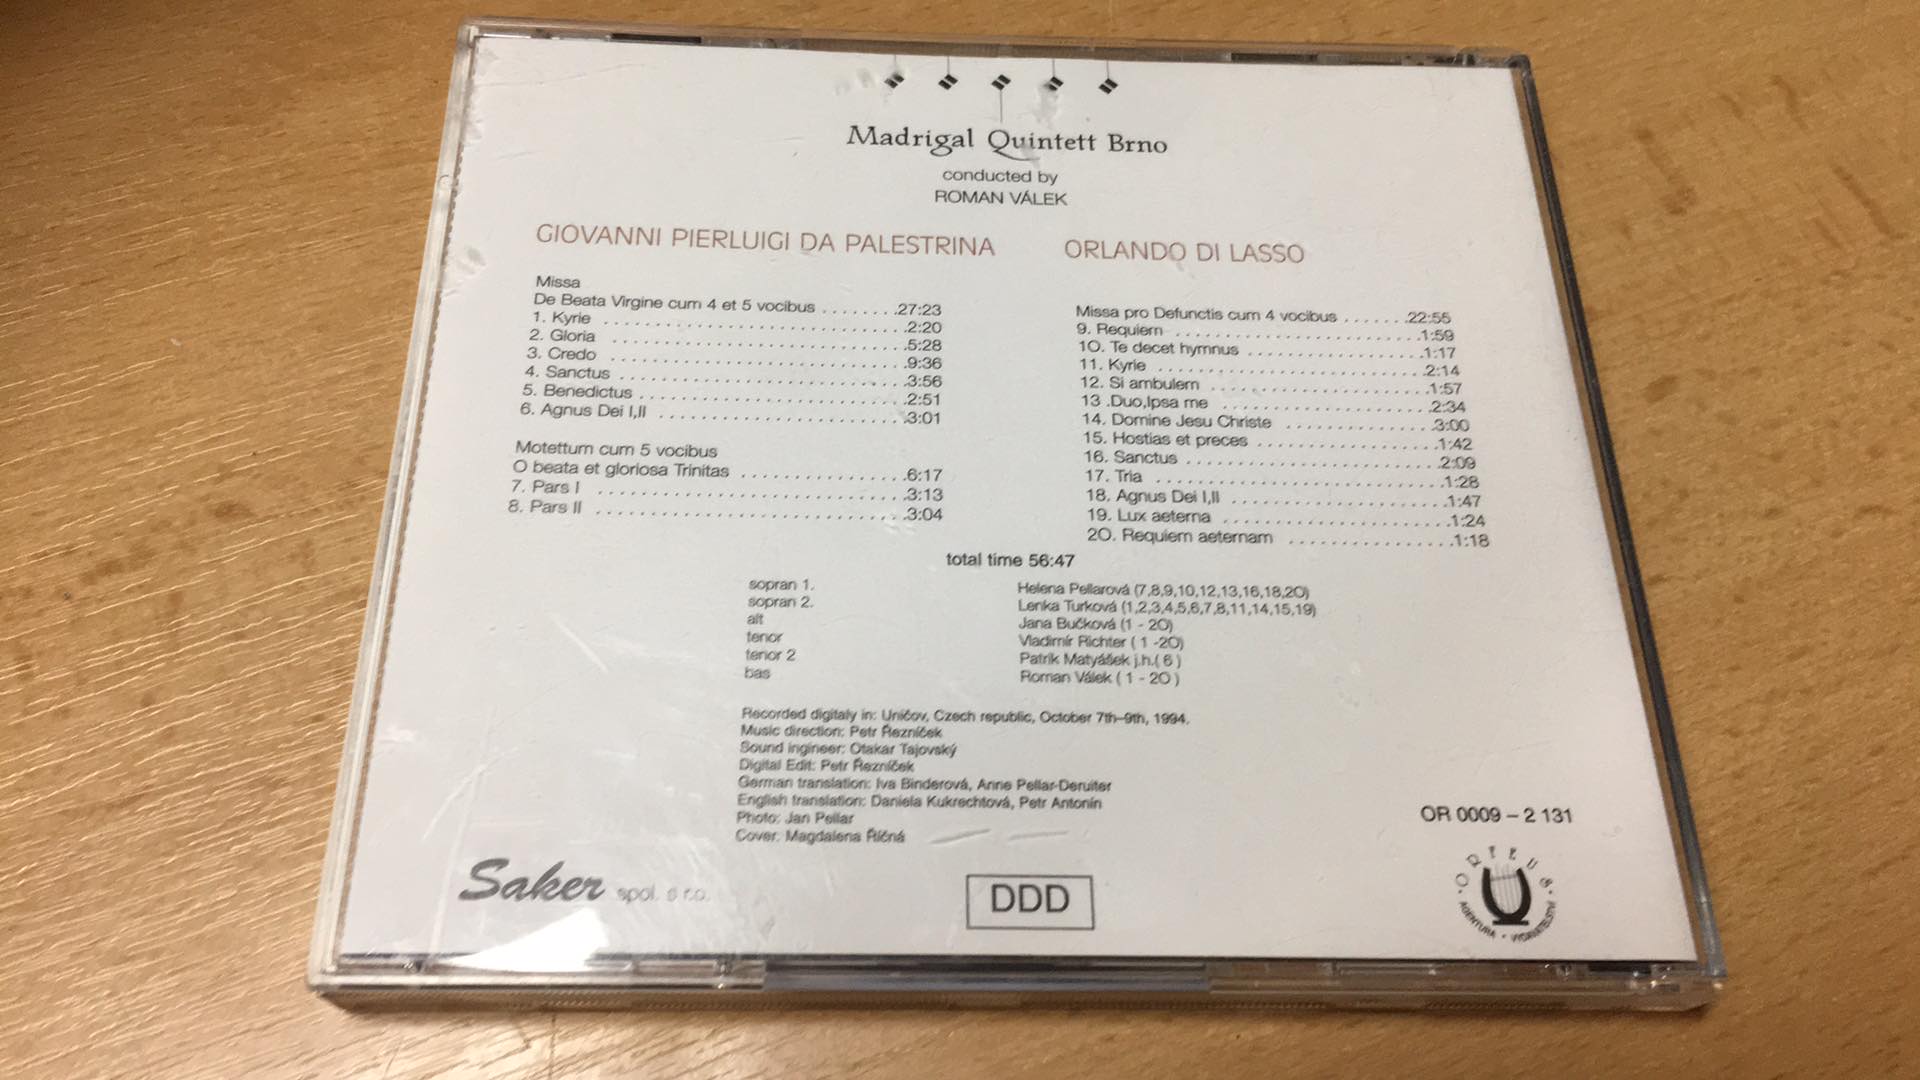 Madrigal Quintett Brno
conducted by
ROMAN VÁLEK
GIOVANNI PIERLUIGI DA PALESTRINA
Missa
De Beata Virgine cum 4 et 5 vocibus ........27:23
1. Kyrie ............................2:20
2. Gloria ............................5:28
3. Credo ............................9:36
4. Sanctus ............................3:56
5. Benedictus ............................2:51
6. Agnus Dei I,II ............................3:01
Motettum cum 5 vocibus
O beata et gloriosa Trinitas ................6:17
7. Pars I ............................3:13
8. Pars II ............................3:04
ORLANDO DI LASSO
Missa pro Defunctis cum 4 vocibus .......22:55
9. Requiem ........................1:59
10. Te decet hymnus .................1:17
11. Kyrie ........................2:14
12. Si ambulem .....................1:57
13 .Duo,Ipsa me ....................2:34
14. Domine Jesu Christe ..............3:00
15. Hostias et preces .................1:42
16. Sanctus ........................2:09
17. Tria ............................1:28
18. Agnus Dei I,II .....................1:47
19. Lux aeterna .....................1:24
20. Requiem aeternam ................1:18
total time 56:47
sopran 1. Helena Pellarová (7,8,9,10,12,13,16,18,20)
sopran 2. Lenka Turková (1,2,3,4,5,6,7,8,11,14,15,19)
alt Jana Bučková (1 - 20)
tenor Vladimír Richter ( 1 -20)
tenor 2 Patrik Matyášek j.h.( 6 )
bas Roman Válek ( 1 - 20 )
Recorded digitaly in: Uničov, Czech republic, October 7th–9th, 1994.
Music direction: Petr Řezníček
Sound ingineer: Otakar Tajovský
Digital Edit: Petr Řezníček
German translation: Iva Binderová, Anne Pellar-Deruiter
English translation: Daniela Kukrechtová, Petr Antonín
Photo: Jan Pellar
Cover: Magdalena Říčná
OR 0009 – 2 131
Saker spol. s r.o.
DDD
ORFEUS
AGENTURA • VYDAVATELSTVÍ